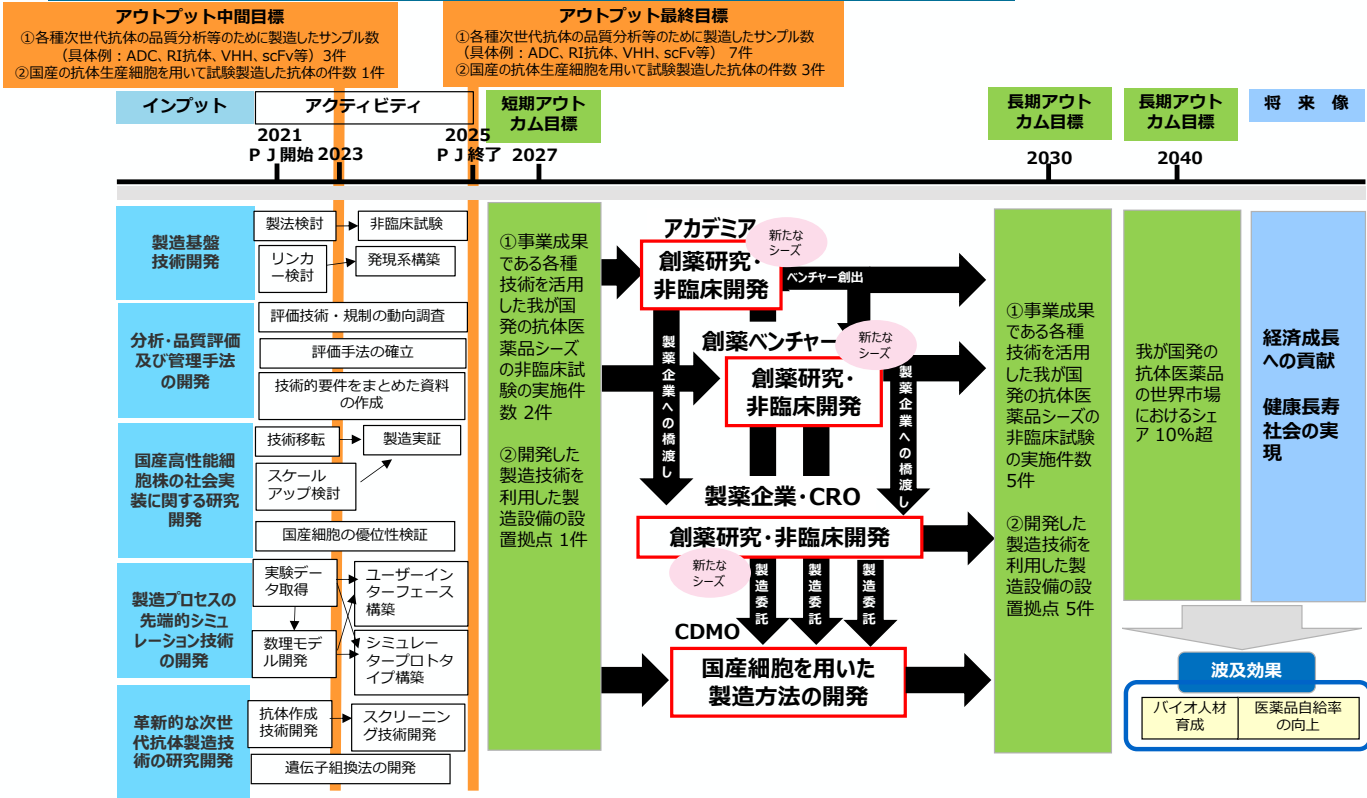 アウトプット中間目標
①各種次世代抗体の品質分析等のために製造したサンプル数
（具体例：ADC、RI抗体、VHH、scFv等）3件
②国産の抗体生産細胞を用いて試験製造した抗体の件数 1件
アウトプット最終目標
①各種次世代抗体の品質分析等のために製造したサンプル数
（具体例：ADC、RI抗体、VHH、scFv等） 7件
②国産の抗体生産細胞を用いて試験製造した抗体の件数 3件
インプット
アクティビティ
短期アウト
カム目標
長期アウト
カム目標
長期アウト
カム目標
将 来 像
2021
ＰＪ開始
2023
2025
ＰＪ終了
2027
2030
2040
製造基盤
技術開発
製法検討
非臨床試験
リンカ
ー検討
発現系構築
分析・品質評価
及び管理手法
の開発
評価技術・規制の動向調査
評価手法の確立
技術的要件をまとめた資料
の作成
国産高性能細
胞株の社会実
装に関する研究
開発
技術移転
製造実証
スケール
アップ検討
国産細胞の優位性検証
製造プロセスの
先端的シミュ
レーション技術
の開発
実験デー
タ取得
ユーザーイン
ターフェース
構築
数理モデ
ル開発
シミュレー
タープロトタ
イプ構築
革新的な次世
代抗体製造技
術の研究開発
抗体作成
技術開発
スクリーニン
グ技術開発
遺伝子組換法の開発
①事業成果
である各種
技術を活用
した我が国
発の抗体医
薬品シーズ
の非臨床試
験の実施件
数 2件
②開発した
製造技術を
利用した製
造設備の設
置拠点 1件
アカデミア
新たな
シーズ
創薬研究・
非臨床開発
ベンチャー創出
製薬企業への橋渡し
創薬ベンチャー
新たな
シーズ
創薬研究・
非臨床開発
製薬企業への橋渡し
製薬企業・CRO
創薬研究・非臨床開発
新たな
シーズ
製造委託
製造委託
製造委託
CDMO
国産細胞を用いた
製造方法の開発
①事業成果
である各種
技術を活用
した我が国
発の抗体医
薬品シーズの
非臨床試験
の実施件数
5件
②開発した
製造技術を
利用した製
造設備の設
置拠点 5件
我が国発の
抗体医薬品
の世界市場
におけるシェ
ア 10%超
経済成長
への貢献
健康長寿
社会の実
現
波及効果
バイオ人材
育成
医薬品自給率
の向上